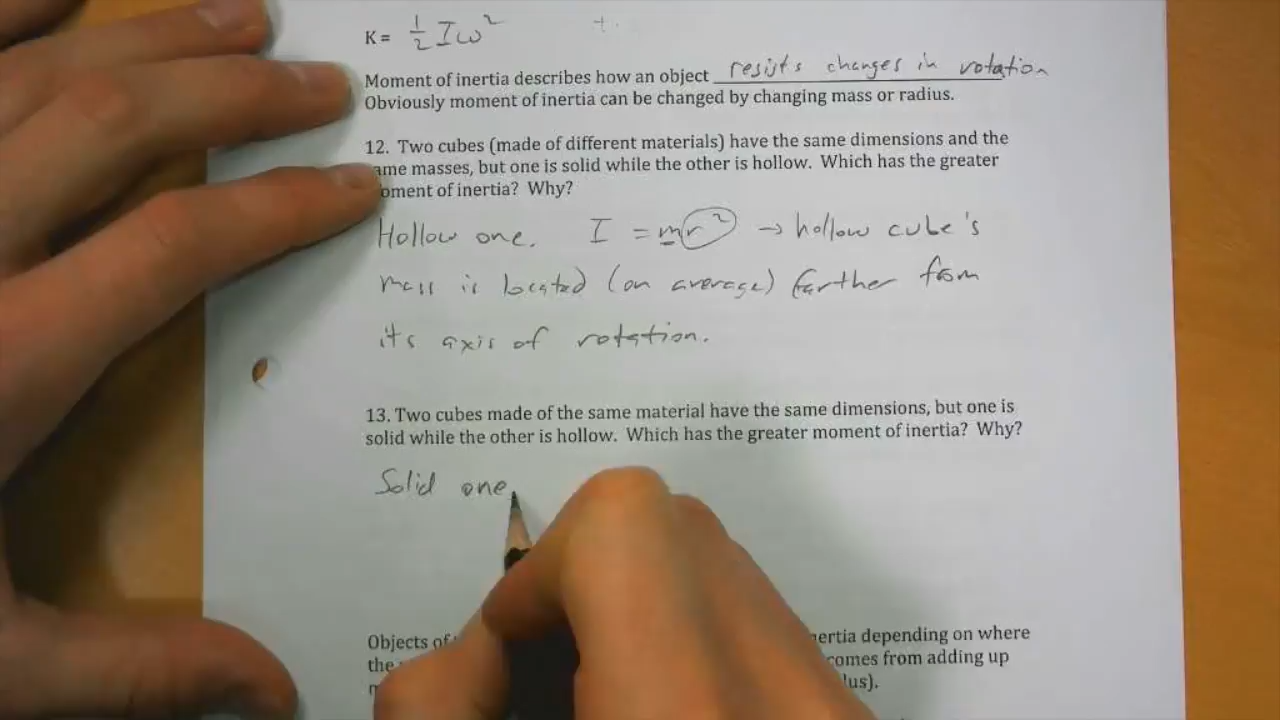 K = 1/2 Iω²
Moment of inertia describes how an object resists changes in rotation
Obviously moment of inertia can be changed by changing mass or radius.
12. Two cubes (made of different materials) have the same dimensions and the
ame masses, but one is solid while the other is hollow. Which has the greater
oment of inertia? Why?
Hollow one. I = mr² → hollow cube's
mass is located (on average) farther from
its axis of rotation.
13. Two cubes made of the same material have the same dimensions, but one is
solid while the other is hollow. Which has the greater moment of inertia? Why?
Solid one
Objects of ertia depending on where
the omes from adding up
lus).